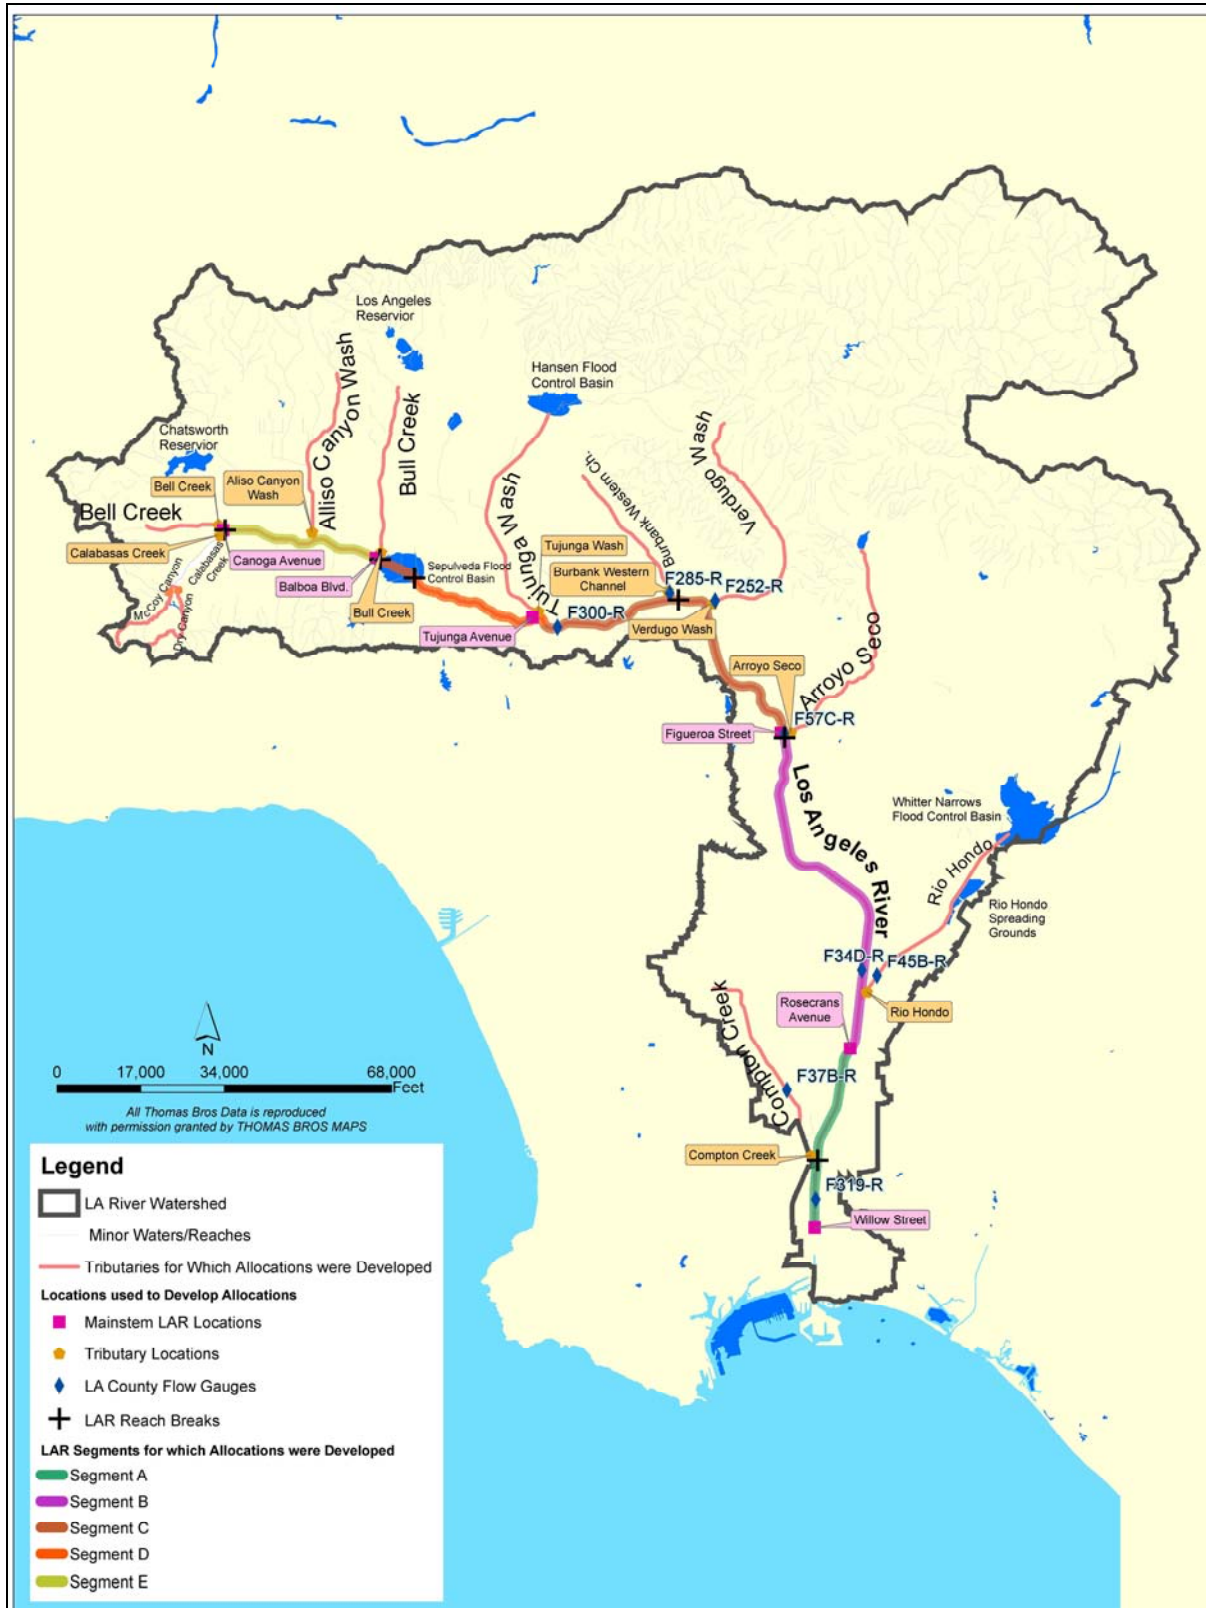 Los Angeles
Reservior
Alliso Canyon Wash
Hansen Flood
Control Basin
Bull Creek
Chatsworth
Reservior
Bell Creek
Aliso Canyon
Wash
Tujunga Wash
Burbank Western Ch.
Verdugo Wash
Bell Creek
Calabasas Creek
Calabasas
Creek
Canoga Avenue
Balboa Blvd.
Sepulveda Flood
Control Basin
Bull Creek
McCoy Canyon
Dry Canyon
Tujunga Wash
Burbank Western
Channel
F285-R
F252-R
F300-R
Tujunga Avenue
Verdugo Wash
Arroyo Seco
Arroyo Seco
F57C-R
Figueroa Street
Los Angeles River
Whitter Narrows
Flood Control Basin
Rio Hondo
Rio Hondo
Spreading
Grounds
F34D-R
F45B-R
Rosecrans
Avenue
Rio Hondo
Compton Creek
F37B-R
Compton Creek
F319-R
Willow Street
N
0 17,000 34,000 68,000
Feet
All Thomas Bros Data is reproduced
with permission granted by THOMAS BROS MAPS
Legend
LA River Watershed
Minor Waters/Reaches
Tributaries for Which Allocations were Developed
Locations used to Develop Allocations
Mainstem LAR Locations
Tributary Locations
LA County Flow Gauges
LAR Reach Breaks
LAR Segments for which Allocations were Developed
Segment A
Segment B
Segment C
Segment D
Segment E